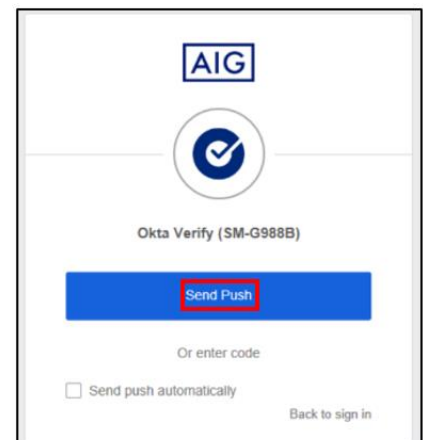 AIG
Okta Verify (SM-G988B)
Send Push
Or enter code
Send push automatically
Back to sign in